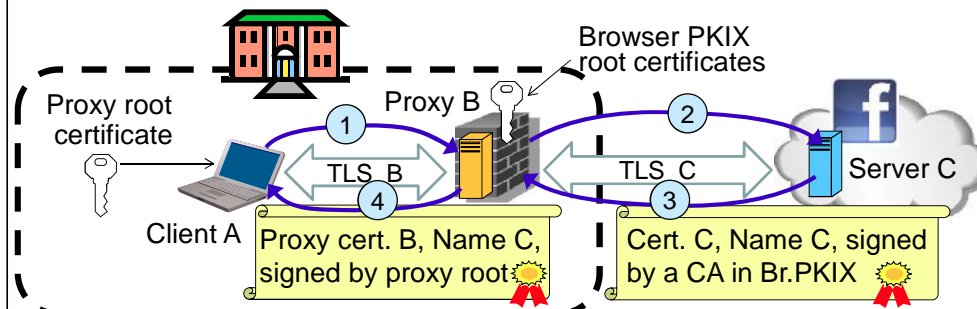 Browser PKIX
root certificates
Proxy root
certificate
Proxy B
1
2
f
TLS_B
TLS_C
Server C
4
3
Client A
Proxy cert. B, Name C,
signed by proxy root
Cert. C, Name C, signed
by a CA in Br.PKIX